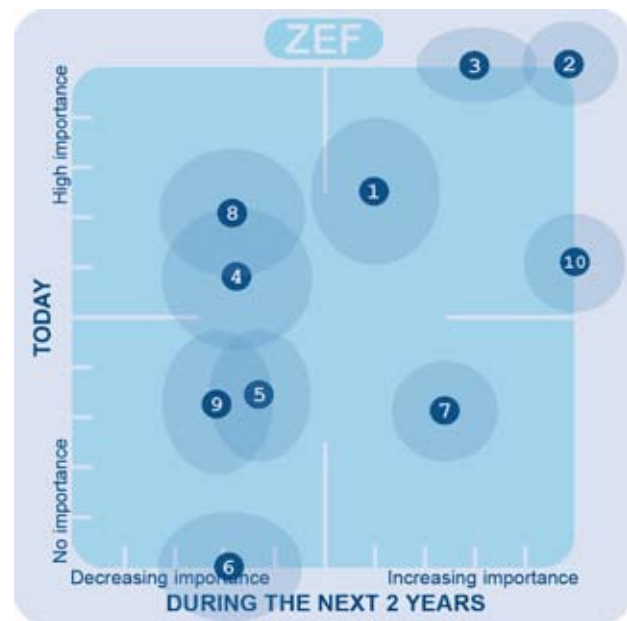 ZEF
3
2
High importance
1
8
10
4
TODAY
5
9
7
No importance
6
Decreasing importance
Increasing importance
DURING THE NEXT 2 YEARS